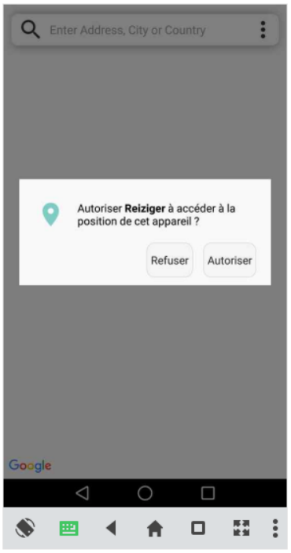 Enter Address, City or Country
Autoriser Reiziger à accéder à la
position de cet appareil ?
Refuser Autoriser
Google